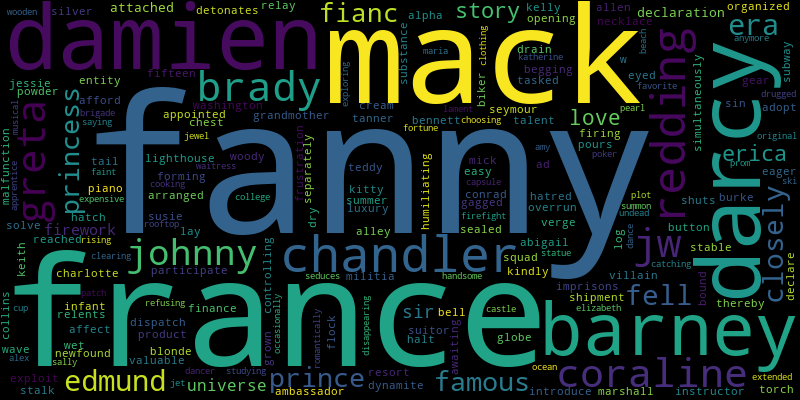 wooden silver attached detonates relay fianc story kelly allen declaration organized
damien mack alpha opening necklace era anymore
substance drain w eyed drugged
jessie powder entity fifteen brady exploring maria clothing katherine begging beach redding gear subway
biker tasked favorite simultaneously darcy sin adopt
princess afford washington cream seymour talent pearl
musical brigade appointed chest grandmother tanner bennett love firing burke original
malfunction saying jewel fanny fortune choosing lament pours erica prom
greta tail lighthouse woody frustration separately teddy humiliating mick easy ad amy poker hatred plot eager
apprentice faint forming waitress capsule ski
piano cooking kitty conrad summon shuts closely
expensive arranged college summer gagged overrun undead button
hatch susie rooftop dry luxury firefight verge log
solve firework lay alley sealed abigail dance stable
reached rising johnny chandler squad statue jw catching declare
keith clearing controlling kindly villain
charlotte participate militia seduces handsome imprisons bound thereby
collins infant france refusing occasionally castle shipment fell
cup relents finance sir bell elizabeth barney
wave affect dispatch disappearing suitor globe
newfound wet product grown romantically flock halt awaiting
alex sally blonde valuable resort ocean coraline extended
exploit edmund dancer studying prince famous torch
stalk jet universe ambassador dynamite introduce marshall instructor